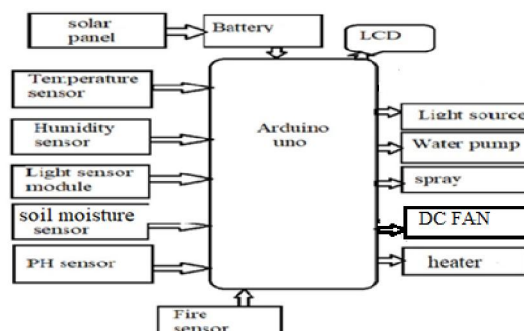 solar
panel
Battery
LCD
Temperature
sensor
Humidity
sensor
Light sensor
module
soil moisture
sensor
PH sensor
Arduino
uno
Light source
Water pump
spray
DC FAN
heater
Fire
sensor